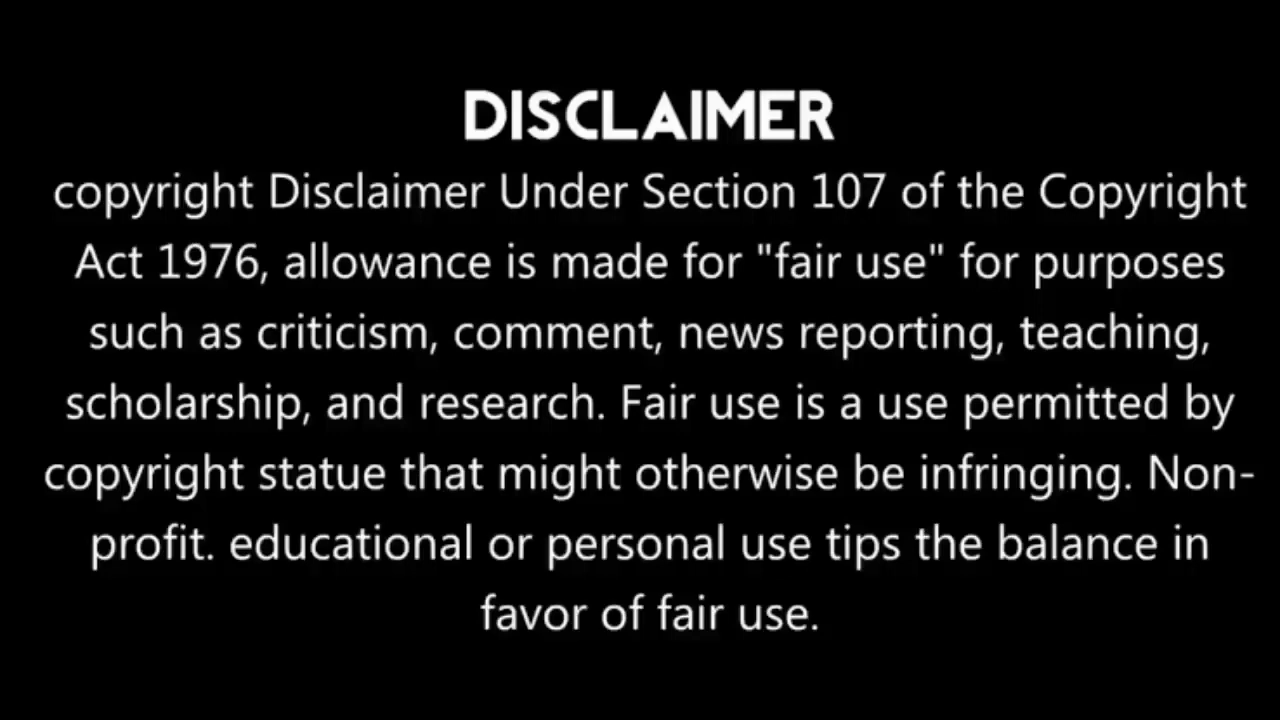 DISCLAIMER
copyright Disclaimer Under Section 107 of the Copyright
Act 1976, allowance is made for "fair use" for purposes
such as criticism, comment, news reporting, teaching,
scholarship, and research. Fair use is a use permitted by
copyright statue that might otherwise be infringing. Non-
profit. educational or personal use tips the balance in
favor of fair use.